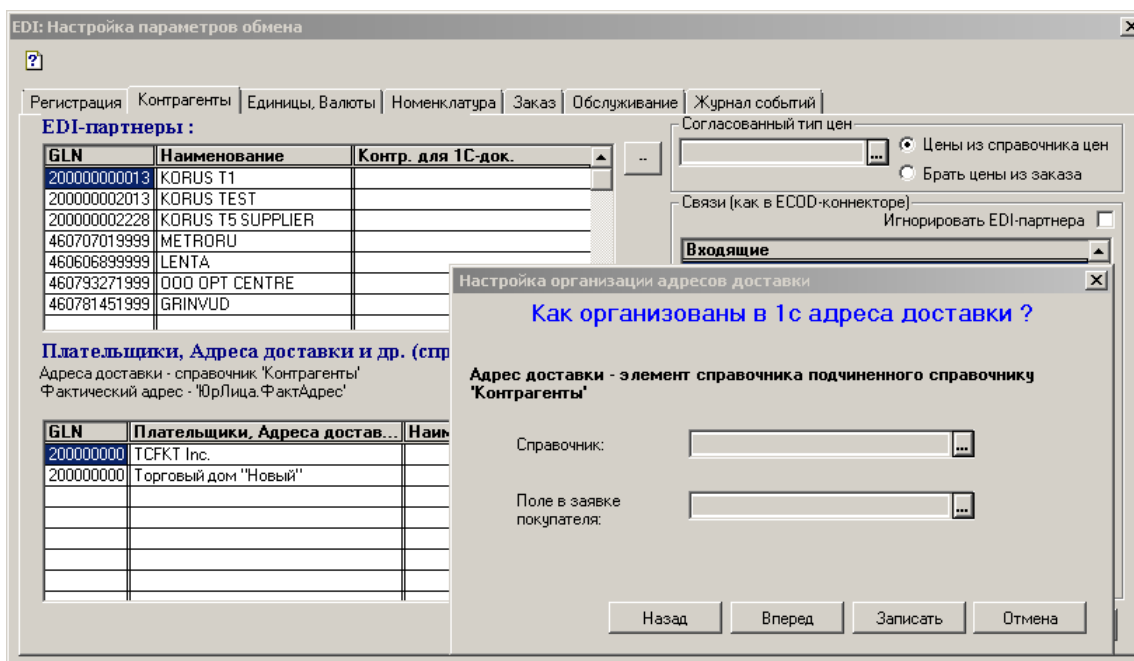 EDI: Настройка параметров обмена
Регистрация Контрагенты Единицы, Валюты Номенклатура Заказ Обслуживание Журнал событий
EDI-партнеры :
GLN Наименование Контр. для 1С-док.
200000000013 KORUS T1
200000002013 KORUS TEST
200000002228 KORUS T5 SUPPLIER
460707019999 METRORU
460606899999 LENTA
460793271999 ООО OPT CENTRE
460781451999 GRINVUD
..
Согласованный тип цен
...
Цены из справочника цен
Брать цены из заказа
Связи (как в ECOD-коннекторе)
Игнорировать EDI-партнера
Входящие
Плательщики, Адреса доставки и др. (спр
Адреса доставки - справочник 'Контрагенты'
Фактический адрес - 'ЮрЛица.ФактАдрес'
GLN Плательщики, Адреса достав... Наим
200000000 TCFKT Inc.
200000000 Торговый дом "Новый"
Настройка организации адресов доставки
Как организованы в 1с адреса доставки ?
Адрес доставки - элемент справочника подчиненного справочнику
'Контрагенты'
Справочник: ...
Поле в заявке
покупателя: ...
Назад Вперед Записать Отмена